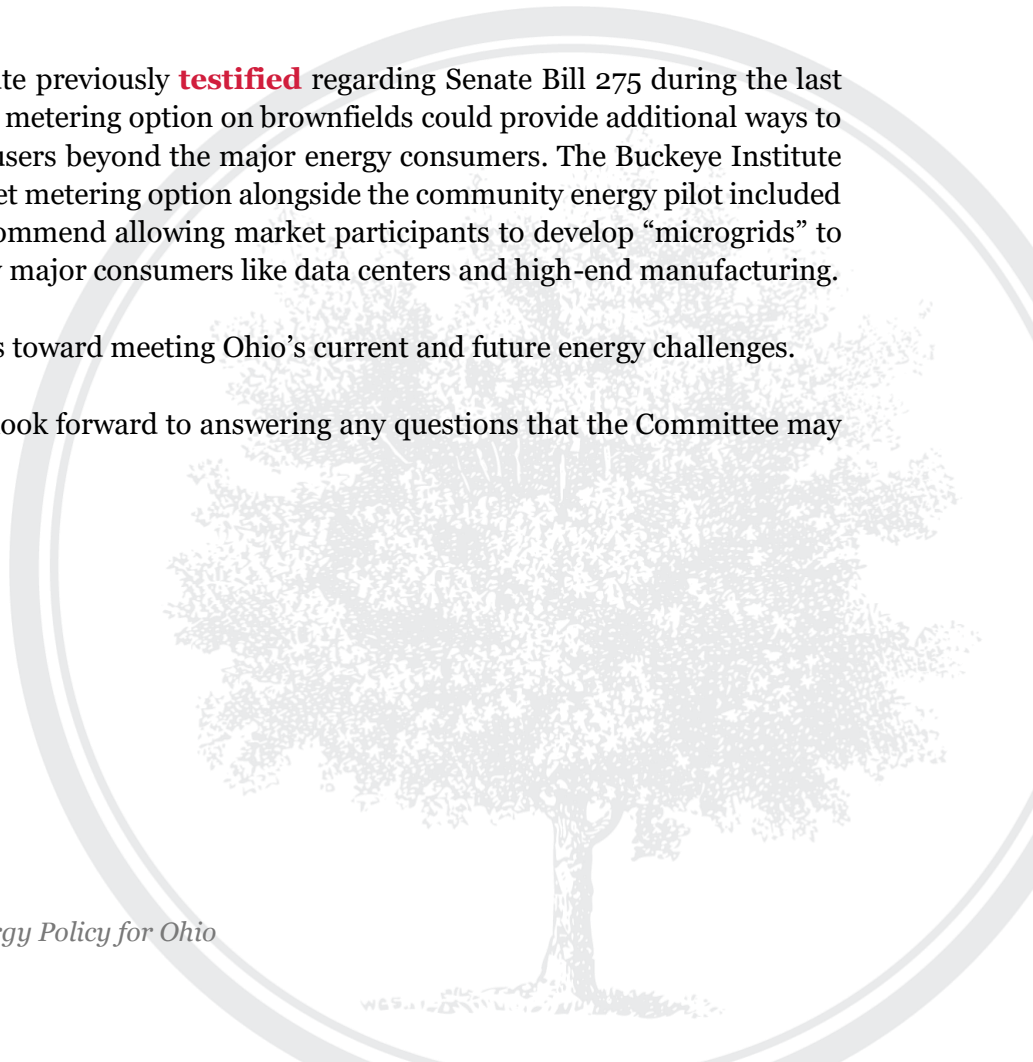 te previously testified regarding Senate Bill 275 during the last
metering option on brownfields could provide additional ways to
users beyond the major energy consumers. The Buckeye Institute
et metering option alongside the community energy pilot included
ommend allowing market participants to develop “microgrids” to
major consumers like data centers and high-end manufacturing.
s toward meeting Ohio’s current and future energy challenges.
ook forward to answering any questions that the Committee may
rgy Policy for Ohio